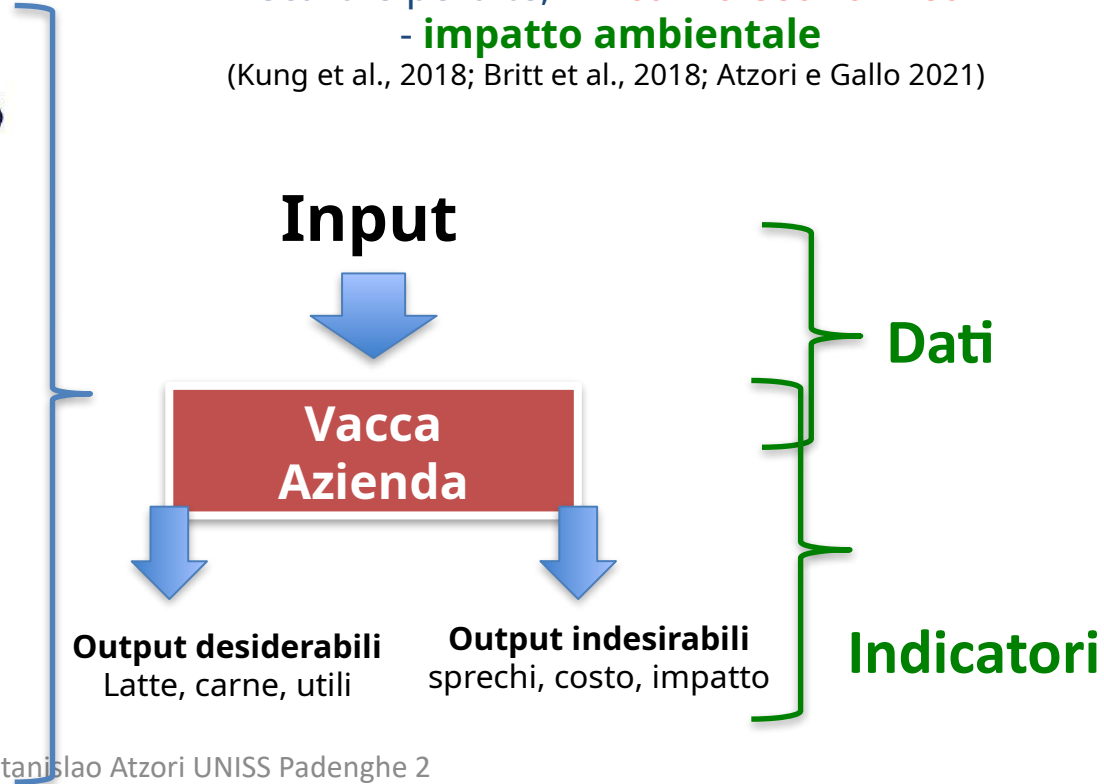 - impatto ambientale
(Kung et al., 2018; Britt et al., 2018; Atzori e Gallo 2021)
Input
Dati
Vacca
Azienda
Output desiderabili
Latte, carne, utili
Output indesirabili
sprechi, costo, impatto
Indicatori
tanislao Atzori UNISS Padenghe 2